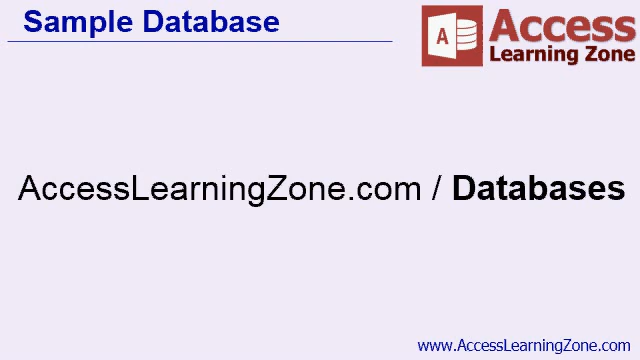 Sample Database
A Access
Learning Zone
AccessLearningZone.com / Databases
www.AccessLearningZone.com